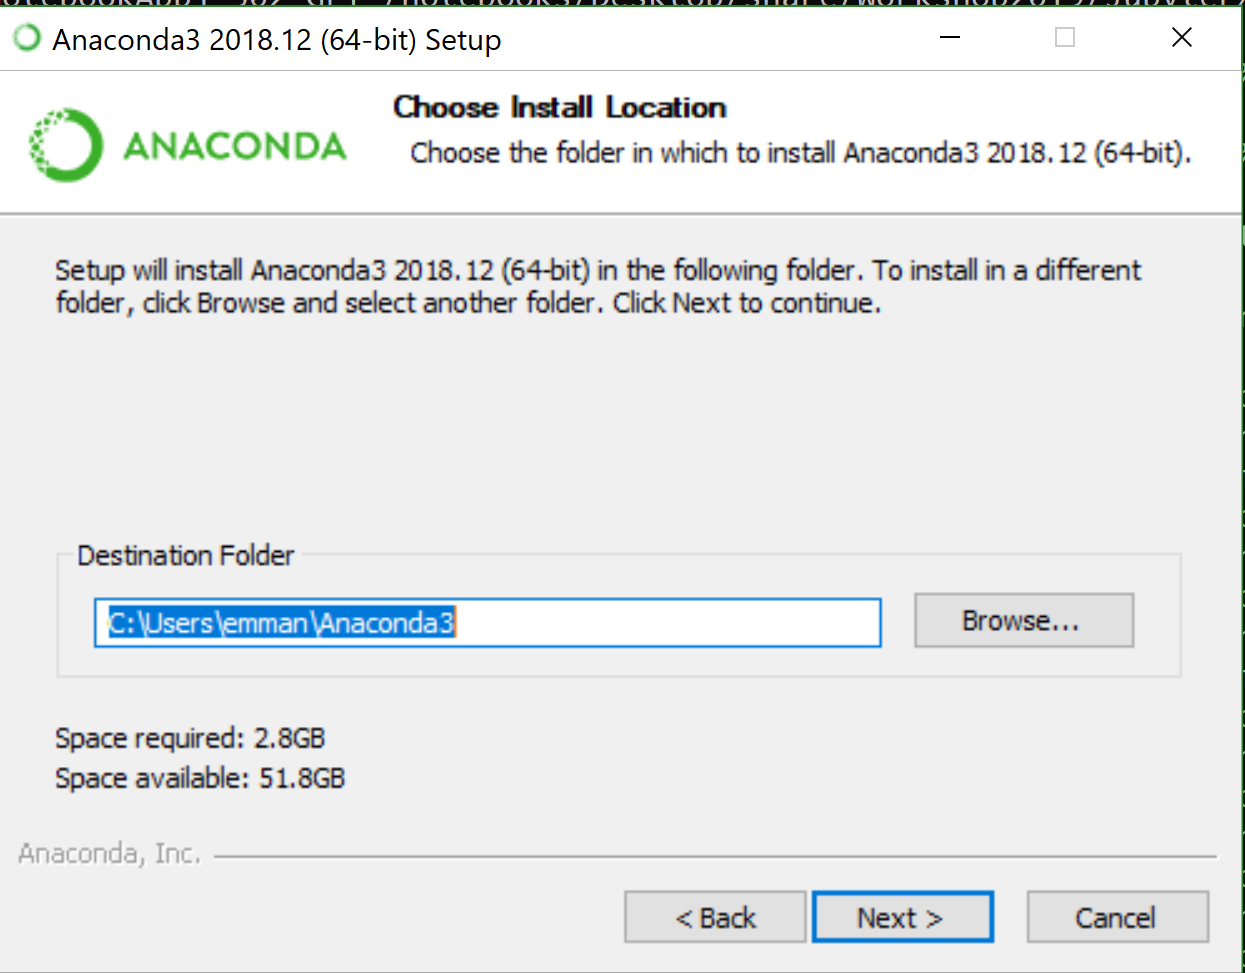 Anaconda3 2018.12 (64-bit) Setup
ANACONDA
Choose Install Location
Choose the folder in which to install Anaconda3 2018.12 (64-bit).
Setup will install Anaconda3 2018.12 (64-bit) in the following folder. To install in a different
folder, click Browse and select another folder. Click Next to continue.
Destination Folder
C:\Users\emman\Anaconda3
Browse...
Space required: 2.8GB
Space available: 51.8GB
Anaconda, Inc.
< Back
Next >
Cancel